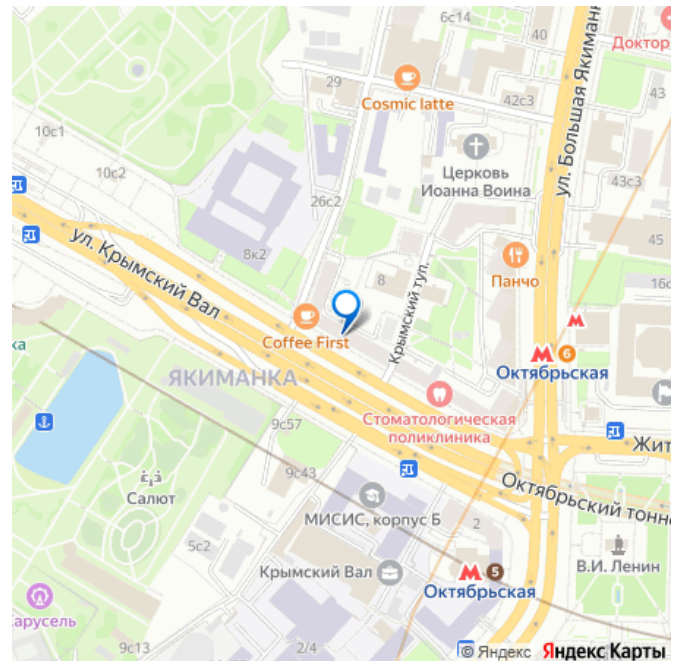 6с14
40
Доктор
29
ул. Большая Якиманка
43
Cosmic latte
42с3
10с1
10с2
Церковь
Иоанна Воина
43с3
26с2
45
ул. Крымский Вал
8к2
8
Панчо
16с
Крымский туп.
Coffee First
6
Октябрьская
ка
ЯКИМАНКА
Стоматологическая
поликлиника
Жит
9с57
9с43
Салют
Октябрьский тонне
МИСИС, корпус Б
2
5с2
Крымский Вал
5
Октябрьская
В.И. Ленин
арусель
9с13
2/4
© Яндекс Яндекс Карты